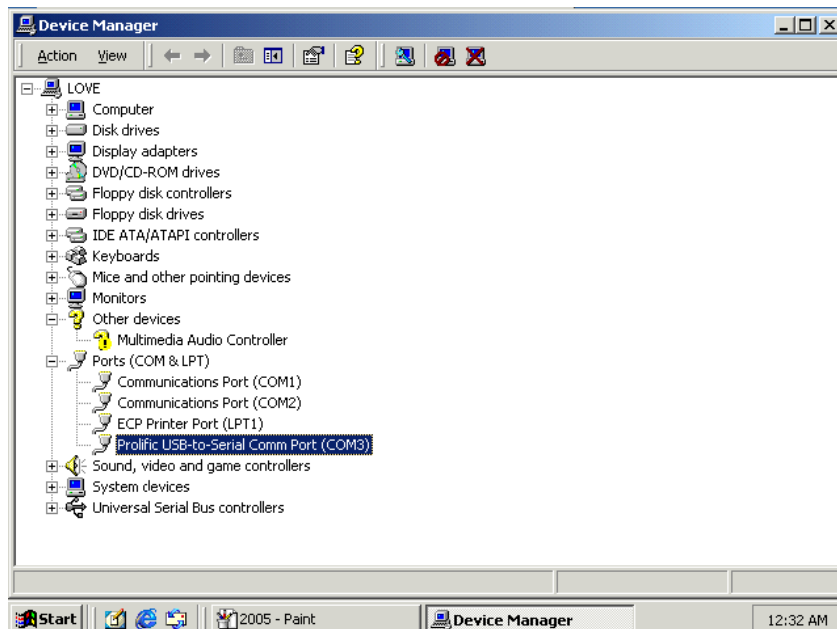 Device Manager
Action View
LOVE
Computer
Disk drives
Display adapters
DVD/CD-ROM drives
Floppy disk controllers
Floppy disk drives
IDE ATA/ATAPI controllers
Keyboards
Mice and other pointing devices
Monitors
Other devices
Multimedia Audio Controller
Ports (COM & LPT)
Communications Port (COM1)
Communications Port (COM2)
ECP Printer Port (LPT1)
Prolific USB-to-Serial Comm Port (COM3)
Sound, video and game controllers
System devices
Universal Serial Bus controllers
Start 2005 - Paint Device Manager 12:32 AM